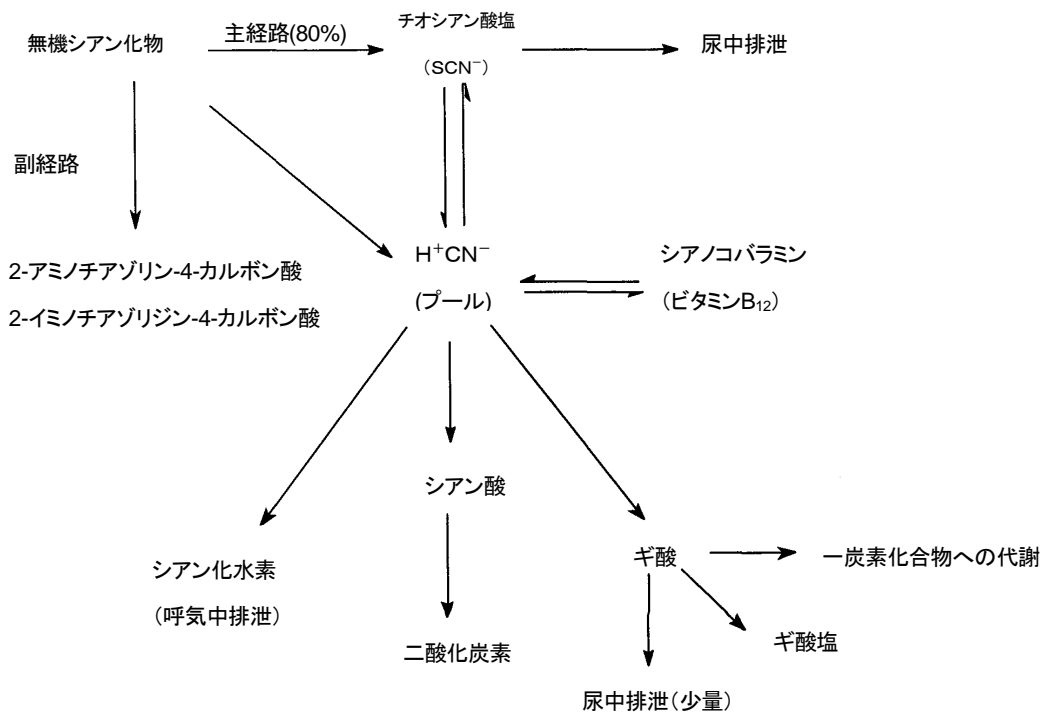 無機シアン化物
主経路(80%)
チオシアン酸塩
（SCN⁻）
尿中排泄
副経路
2-アミノチアゾリン-4-カルボン酸
2-イミノチアゾリジン-4-カルボン酸
H⁺CN⁻
(プール)
シアノコバラミン
（ビタミンB₁₂）
シアン酸
シアン化水素
（呼気中排泄）
二酸化炭素
ギ酸
一炭素化合物への代謝
ギ酸塩
尿中排泄（少量）